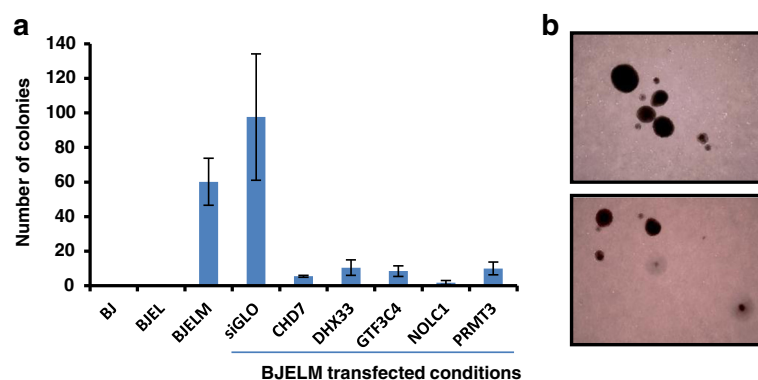 a
b
140
120
100
80
60
40
20
0
Number of colonies
BJ
BJEL
BJELM
siGLO
CHD7
DHX33
GTF3C4
NOLC1
PRMT3
BJELM transfected conditions